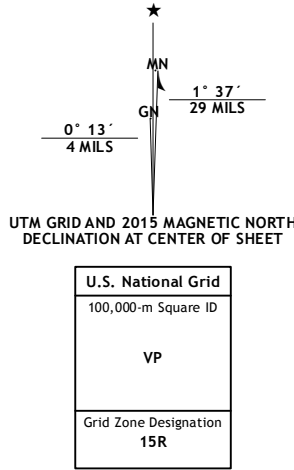 ★
MN
GN
1° 37´
29 MILS
0° 13´
4 MILS
UTM GRID AND 2015 MAGNETIC NORTH
DECLINATION AT CENTER OF SHEET
U.S. National Grid
100,000-m Square ID
VP
Grid Zone Designation
15R